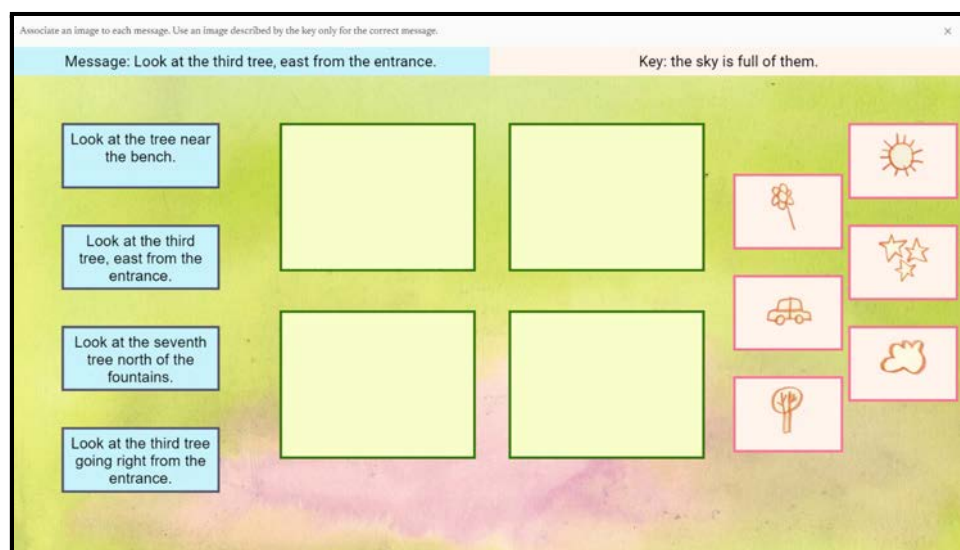 Associate an image to each message. Use an image described by the key only for the correct message.
Message: Look at the third tree, east from the entrance.
Key: the sky is full of them.
Look at the tree near
the bench.
Look at the third
tree, east from the
entrance.
Look at the seventh
tree north of the
fountains.
Look at the third tree
going right from the
entrance.